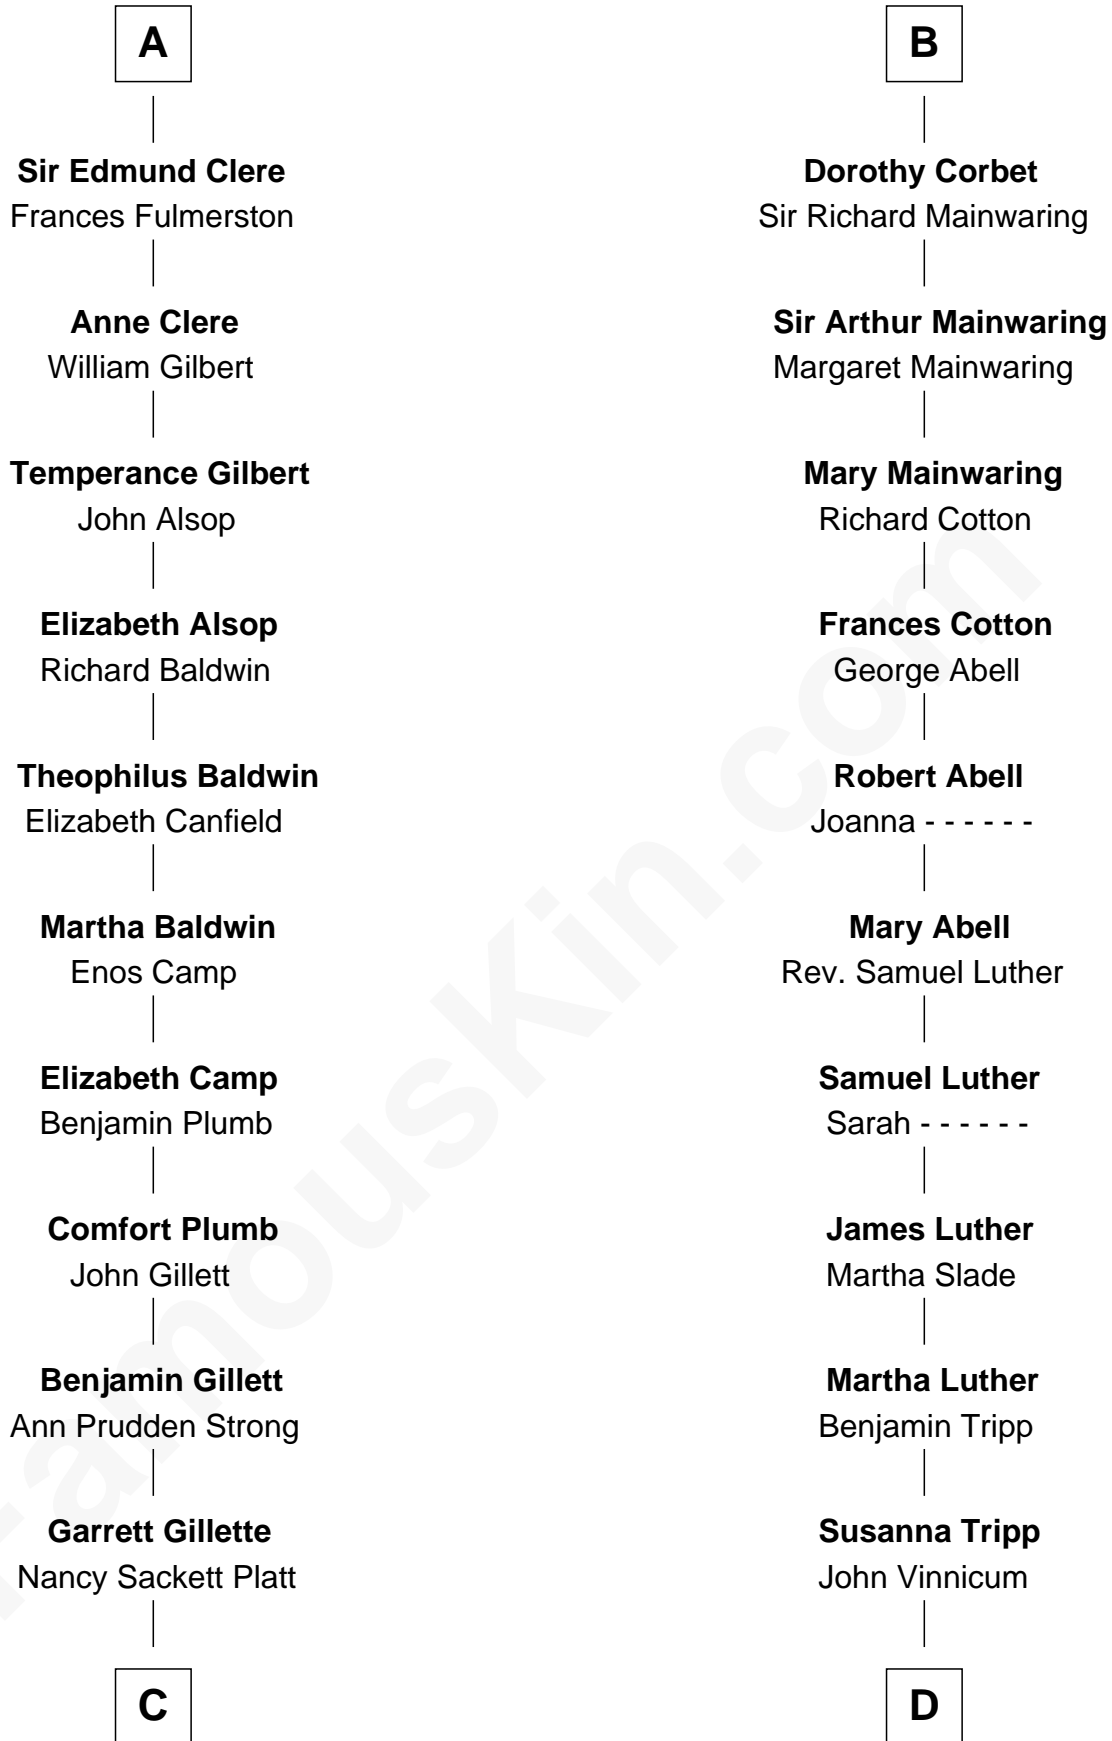 A
Sir Edmund Clere
Frances Fulmerston
Anne Clere
William Gilbert
Temperance Gilbert
John Alsop
Elizabeth Alsop
Richard Baldwin
Theophilus Baldwin
Elizabeth Canfield
Martha Baldwin
Enos Camp
Elizabeth Camp
Benjamin Plumb
Comfort Plumb
John Gillett
Benjamin Gillett
Ann Prudden Strong
Garrett Gillette
Nancy Sackett Platt
C
B
Dorothy Corbet
Sir Richard Mainwaring
Sir Arthur Mainwaring
Margaret Mainwaring
Mary Mainwaring
Richard Cotton
Frances Cotton
George Abell
Robert Abell
Joanna - - - - - -
Mary Abell
Rev. Samuel Luther
Samuel Luther
Sarah - - - - - -
James Luther
Martha Slade
Martha Luther
Benjamin Tripp
Susanna Tripp
John Vinnicum
D
FamousKin.com